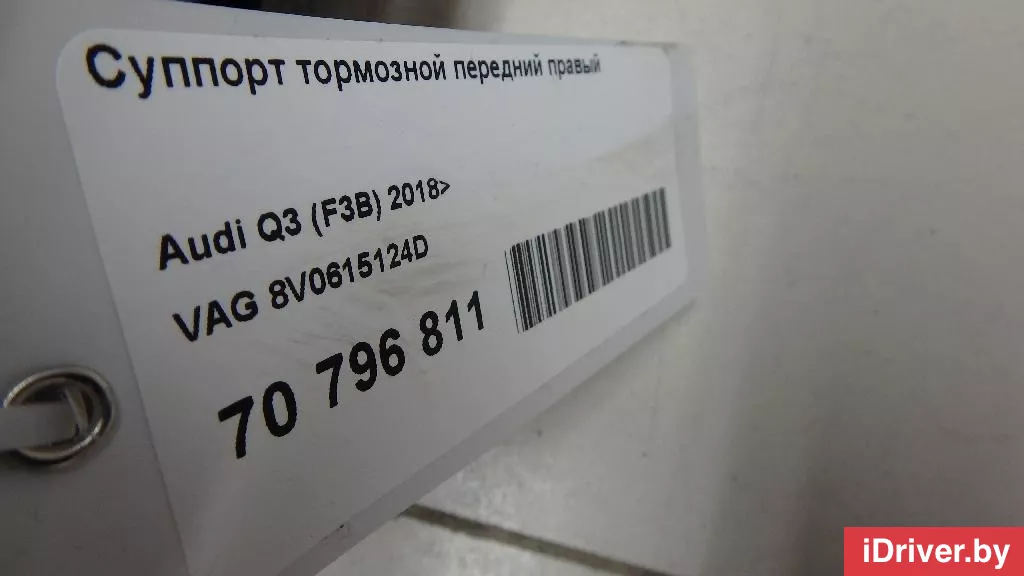 Суппорт тормозной передний правый
Audi Q3 (F3B) 2018>
VAG 8V0615124D
70 796 811
iDriver.by